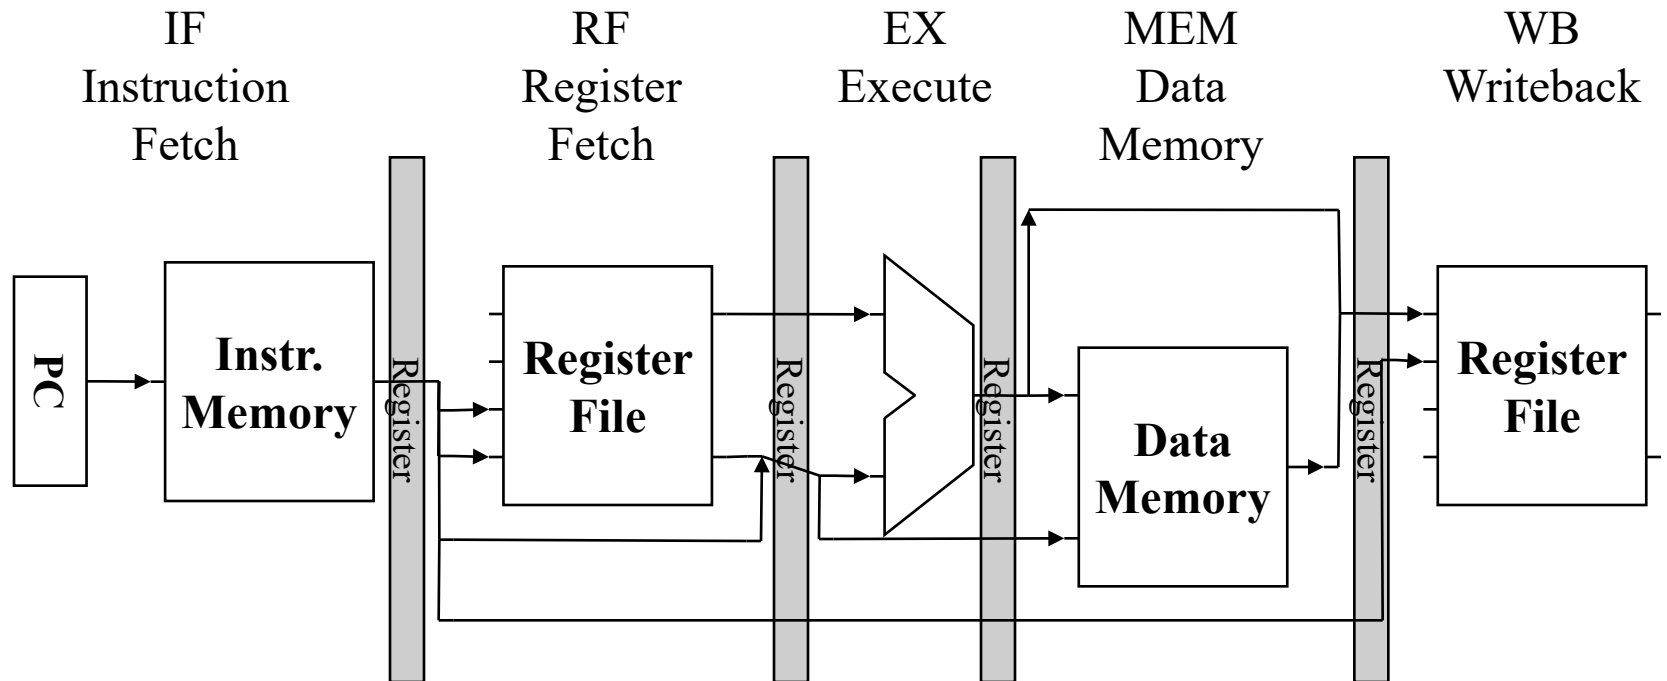 IF
Instruction
Fetch
RF
Register
Fetch
EX
Execute
MEM
Data
Memory
WB
Writeback
PC
Instr.
Memory
Register
Register
File
Register
Register
Data
Memory
Register
Register
File